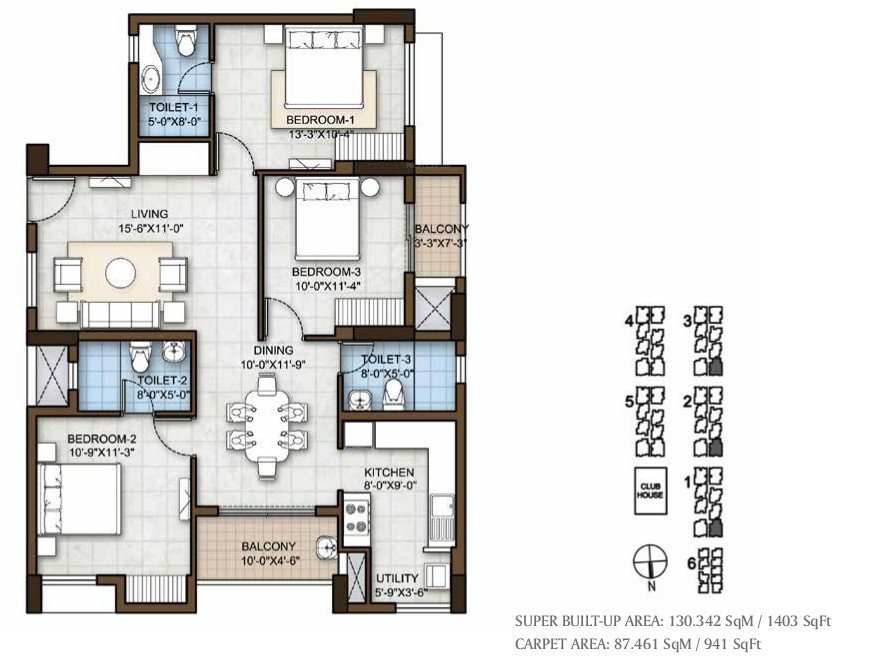 TOILET-1
5'-0"X8'-0"
BEDROOM-1
13'-3"X10'-4"
LIVING
15'-6"X11'-0"
BALCONY
3'-3"X7'-3"
BEDROOM-3
10'-0"X11'-4"
DINING
10'-0"X11'-9"
TOILET-3
8'-0"X5'-0"
TOILET-2
8'-0"X5'-0"
BEDROOM-2
10'-9"X11'-3"
KITCHEN
8'-0"X9'-0"
BALCONY
10'-0"X4'-6"
UTILITY
5'-9"X3'-6"
4
3
5
2
CLUB
HOUSE
1
N
6
SUPER BUILT-UP AREA: 130.342 SqM / 1403 SqFt
CARPET AREA: 87.461 SqM / 941 SqFt